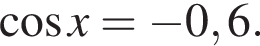 cos x = −0,6.